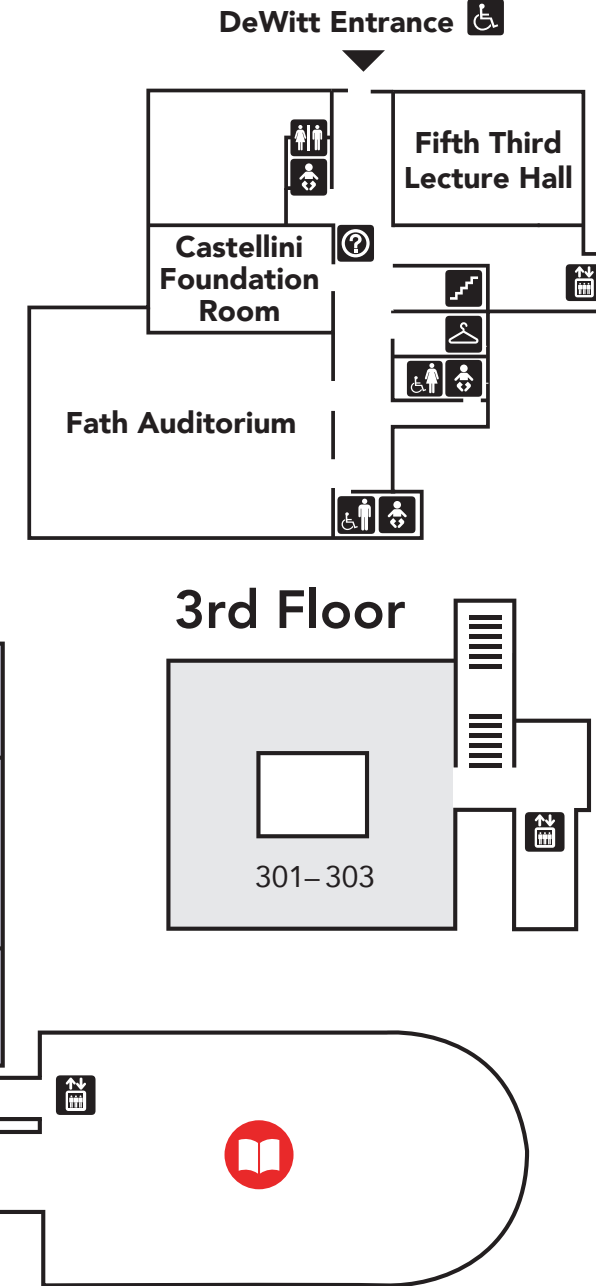 DeWitt Entrance
Fifth Third
Lecture Hall
?
Castellini
Foundation
Room
Fath Auditorium
3rd Floor
301–303